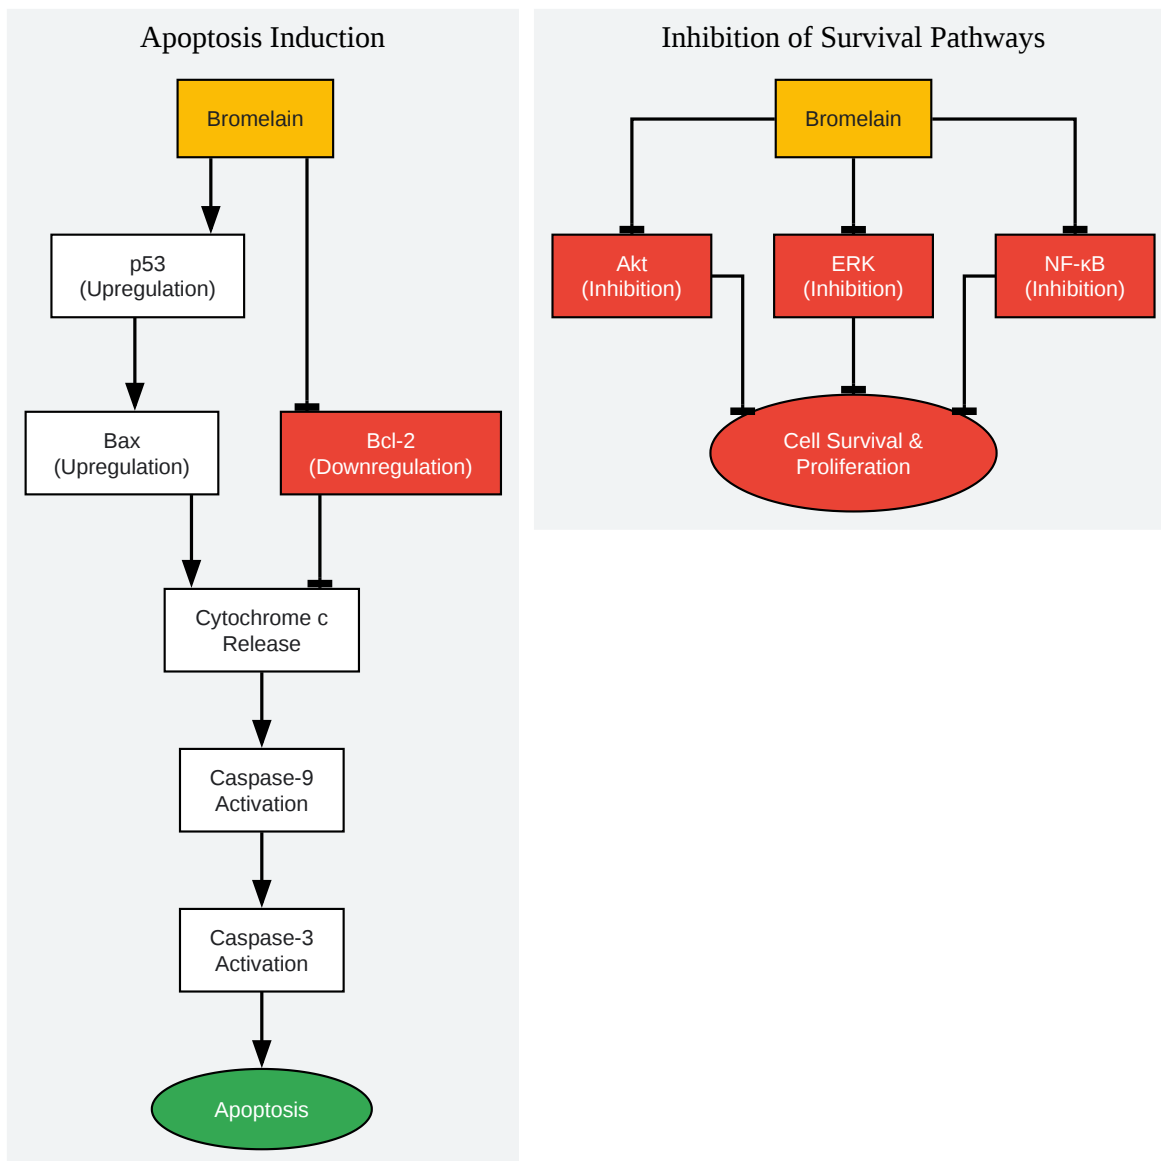 Apoptosis Induction
Bromelain
p53
(Upregulation)
Bax
(Upregulation)
Bcl-2
(Downregulation)
Cytochrome c
Release
Caspase-9
Activation
Caspase-3
Activation
Apoptosis
Inhibition of Survival Pathways
Bromelain
Akt
(Inhibition)
ERK
(Inhibition)
NF-κB
(Inhibition)
Cell Survival &
Proliferation